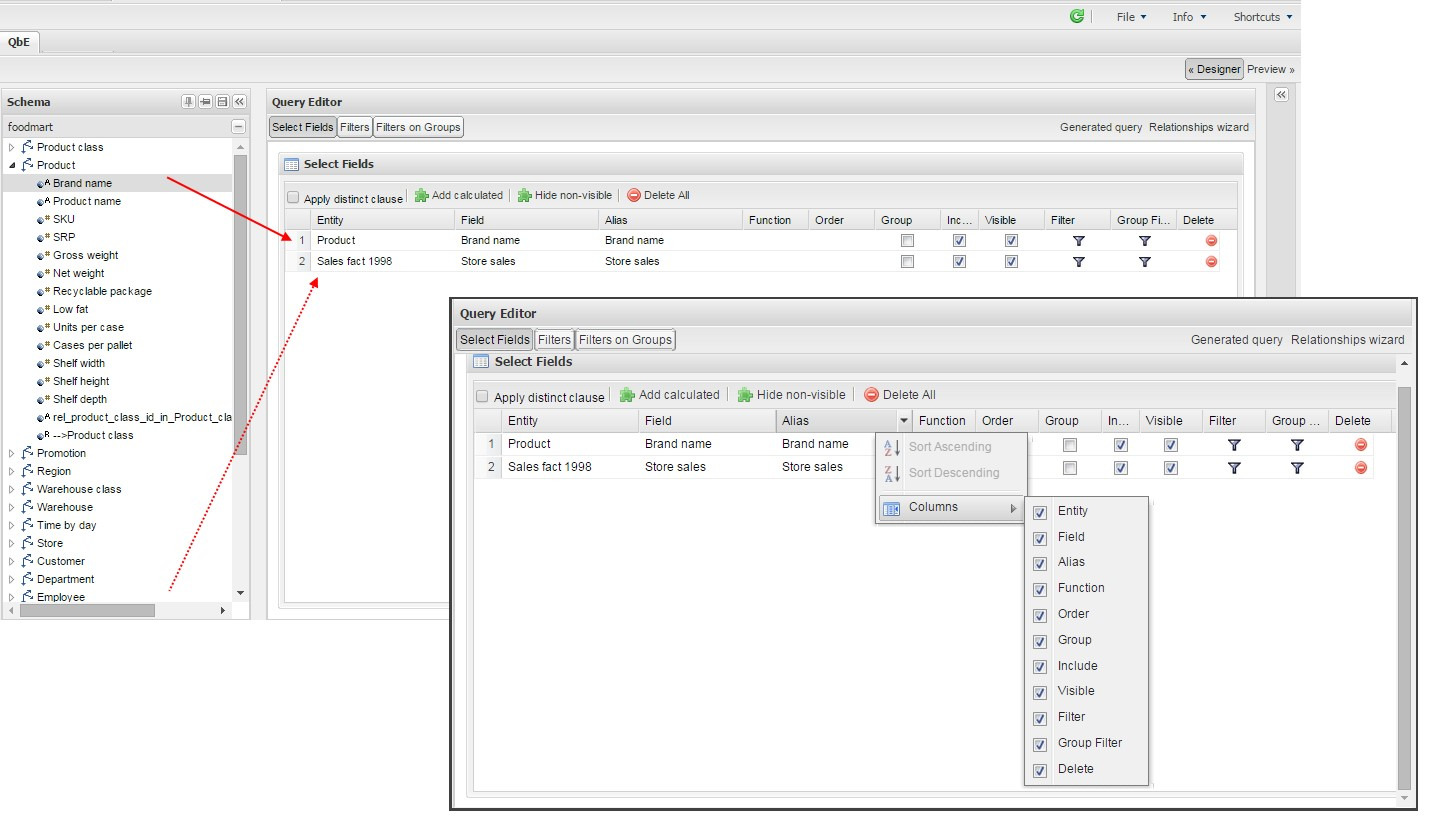 File Info Shortcuts
QbE
« Designer Preview »
Schema
foodmart
Product class
Product
A Brand name
A Product name
# SKU
# SRP
# Gross weight
# Net weight
# Recyclable package
# Low fat
# Units per case
# Cases per pallet
# Shelf width
# Shelf height
# Shelf depth
A rel_product_class_id_in_Product_cla
R -->Product class
Promotion
Region
Warehouse class
Warehouse
Time by day
Store
Customer
Department
Employee
Query Editor
Select Fields Filters Filters on Groups Generated query Relationships wizard
Select Fields
Apply distinct clause Add calculated Hide non-visible Delete All
Entity Field Alias Function Order Group Inc... Visible Filter Group Fi... Delete
1 Product Brand name Brand name
2 Sales fact 1998 Store sales Store sales
Query Editor
Select Fields Filters Filters on Groups Generated query Relationships wizard
Select Fields
Apply distinct clause Add calculated Hide non-visible Delete All
Entity Field Alias Function Order Group In... Visible Filter Group ... Delete
1 Product Brand name Brand name
2 Sales fact 1998 Store sales Store sales
A Z Sort Ascending
Z A Sort Descending
Columns
Entity
Field
Alias
Function
Order
Group
Include
Visible
Filter
Group Filter
Delete